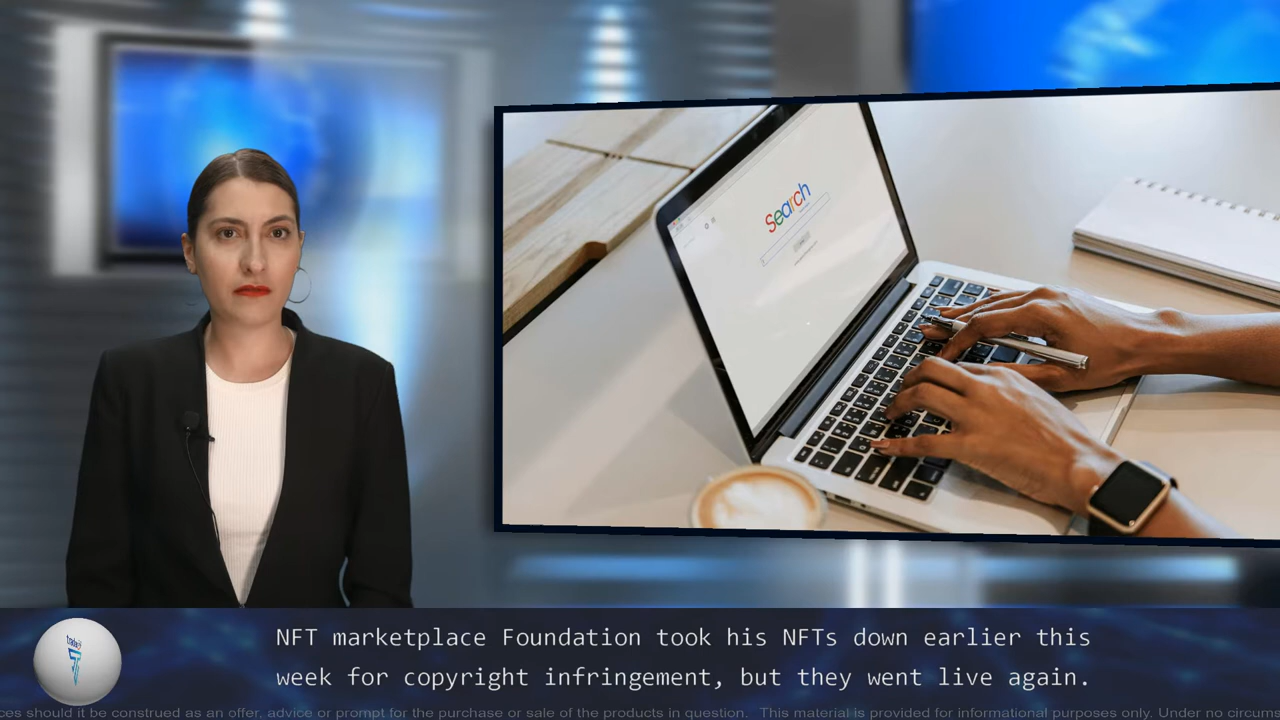 search
NFT marketplace Foundation took his NFTs down earlier this
week for copyright infringement, but they went live again.
should it be construed as an offer, advice or prompt for the purchase or sale of the products in question. This material is provided for informational purposes only. Under no